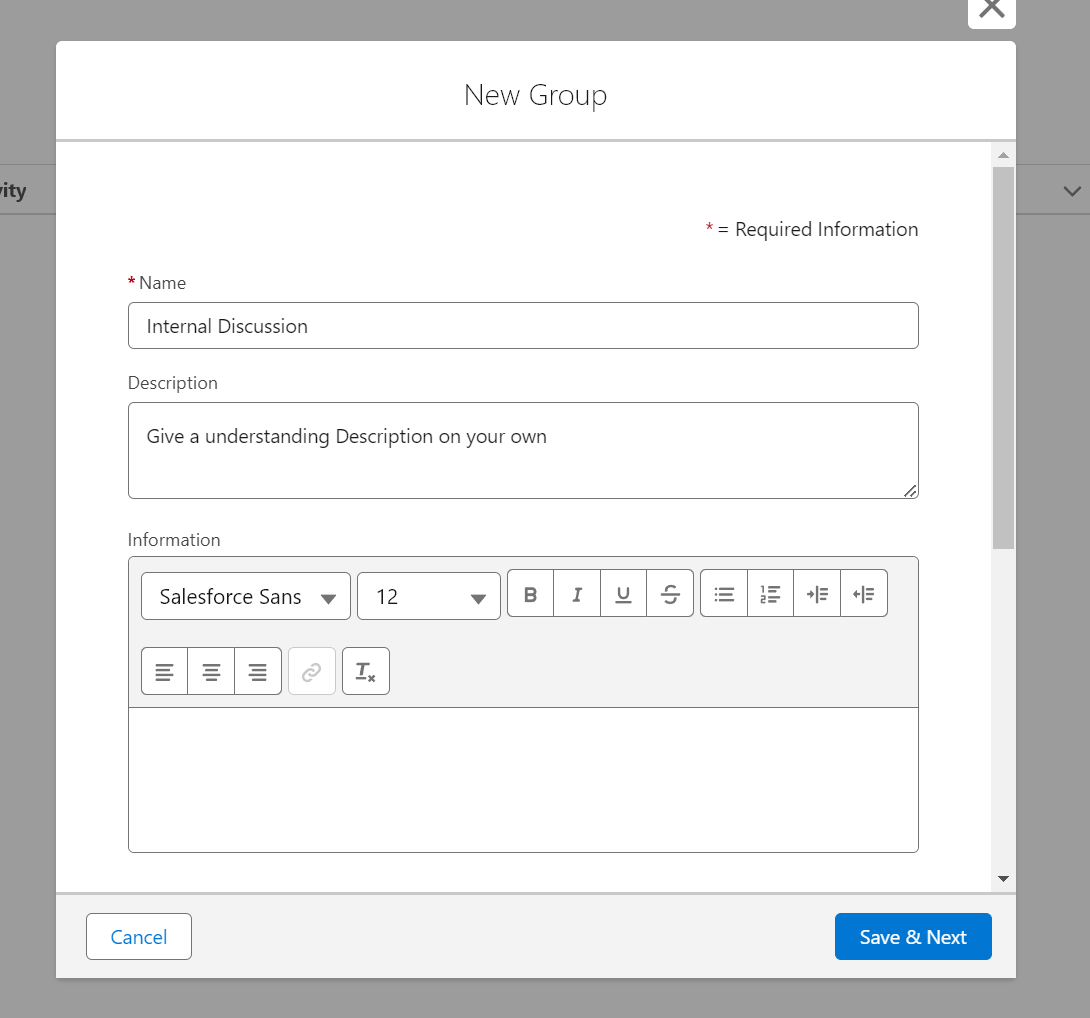 New Group
vity
* = Required Information
* Name
Internal Discussion
Description
Give a understanding Description on your own
Information
Salesforce Sans 12 B I U S
Cancel Save & Next